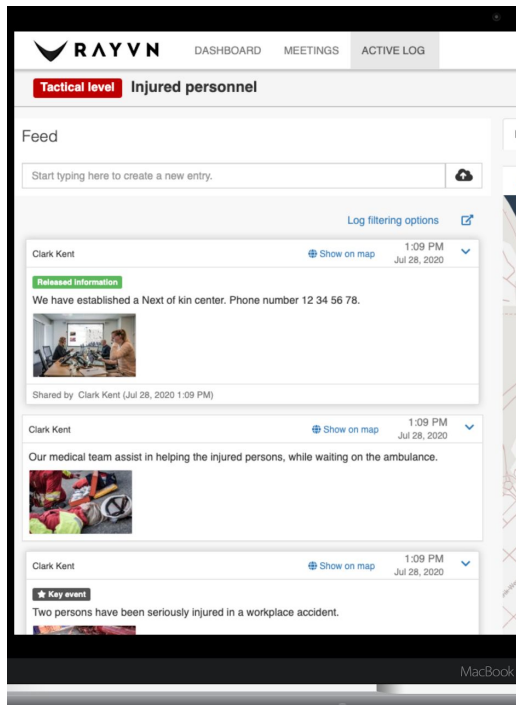 RAYVN DASHBOARD MEETINGS ACTIVE LOG
Tactical level Injured personnel
Feed
Start typing here to create a new entry.
Log filtering options
Clark Kent Show on map 1:09 PM
Jul 28, 2020
Released Information
We have established a Next of kin center. Phone number 12 34 56 78.
Shared by Clark Kent (Jul 28, 2020 1:09 PM)
Clark Kent Show on map 1:09 PM
Jul 28, 2020
Our medical team assist in helping the injured persons, while waiting on the ambulance.
Clark Kent Show on map 1:09 PM
Jul 28, 2020
Key event
Two persons have been seriously injured in a workplace accident.
MacBook